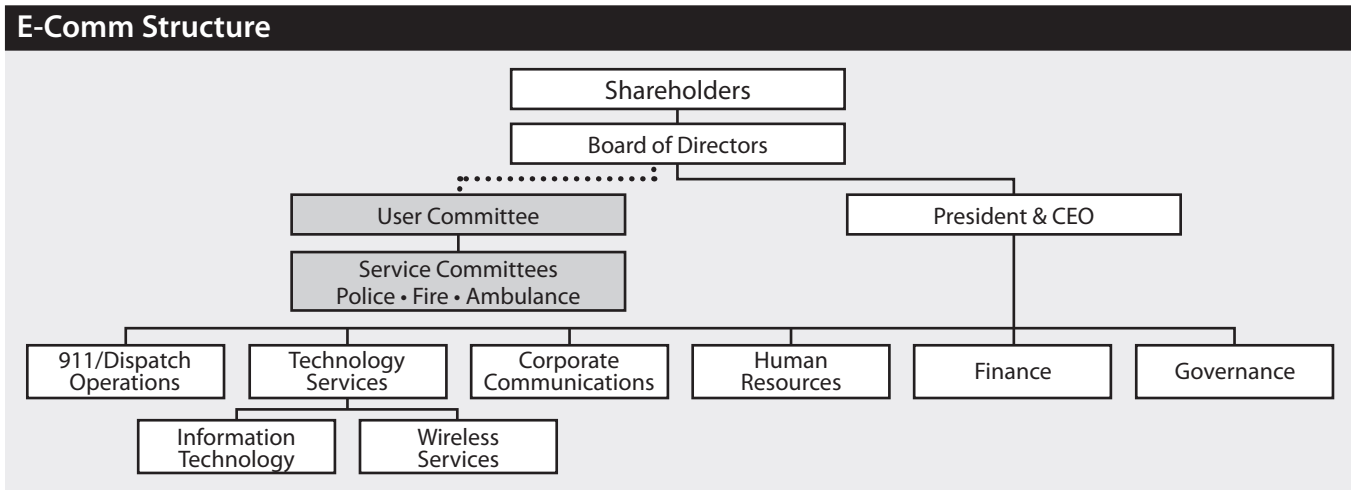 E-Comm Structure
Shareholders
Board of Directors
User Committee
President & CEO
Service Committees
Police • Fire • Ambulance
911/Dispatch
Operations
Technology
Services
Corporate
Communications
Human
Resources
Finance
Governance
Information
Technology
Wireless
Services